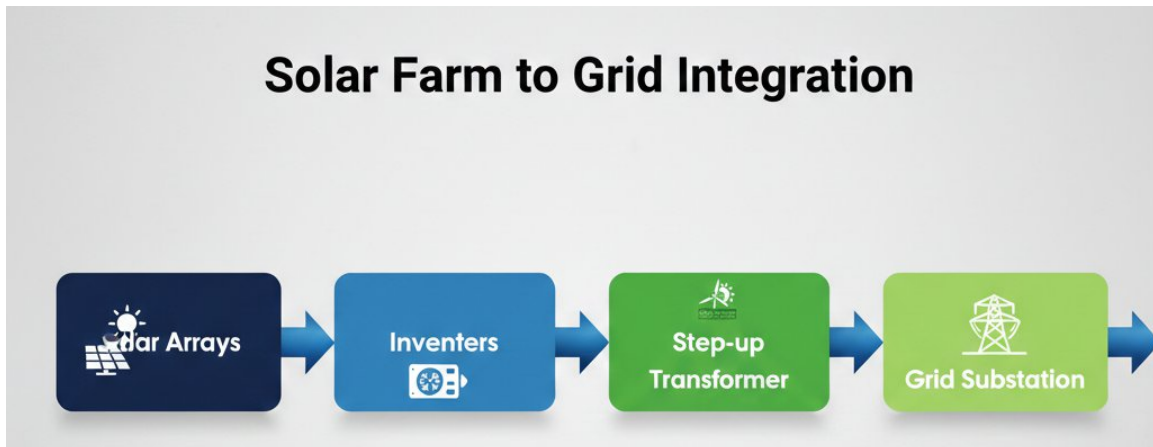 Solar Farm to Grid Integration
Arrays
Inventers
Step-up
Transformer
Grid Substation